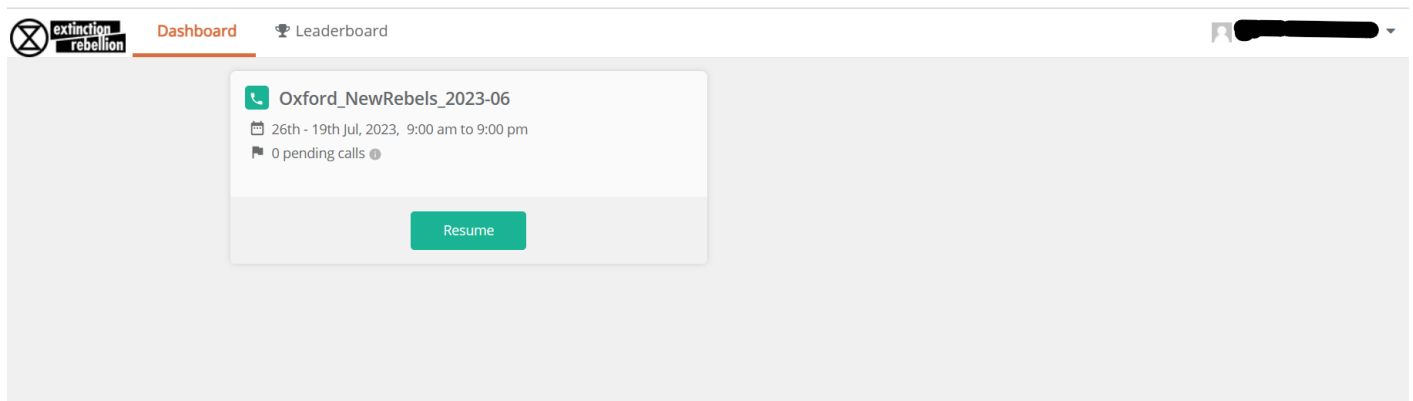 extinction
rebellion
Dashboard
Leaderboard
Oxford_NewRebels_2023-06
26th - 19th Jul, 2023, 9:00 am to 9:00 pm
0 pending calls
Resume